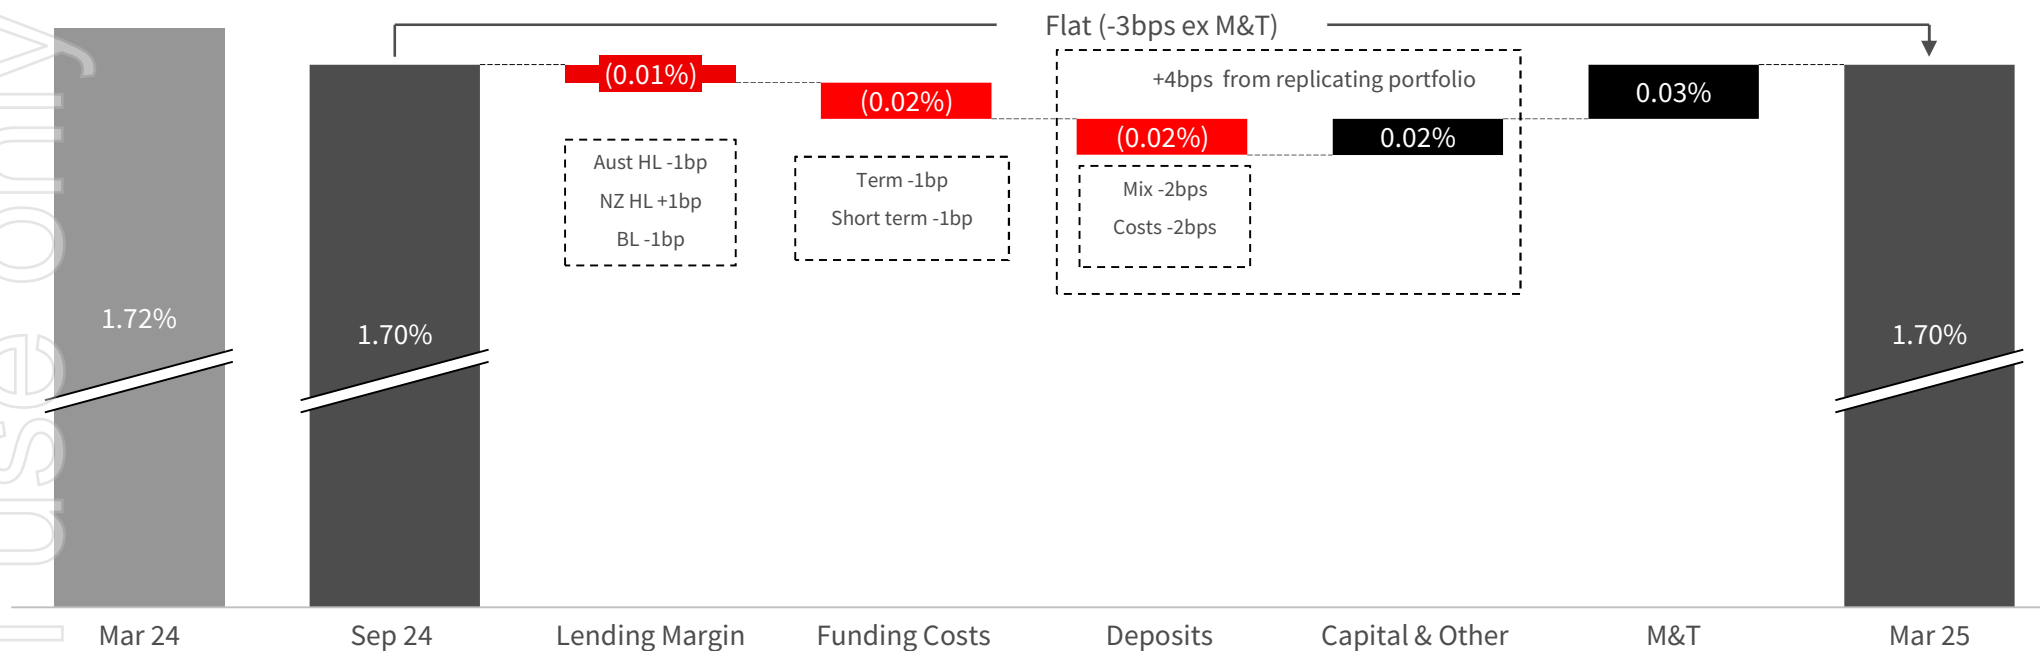 Flat (-3bps ex M&T)
+4bps from replicating portfolio
(0.01%)
(0.02%)
(0.02%)
0.02%
0.03%
Aust HL -1bp
NZ HL +1bp
BL -1bp
Term -1bp
Short term -1bp
Mix -2bps
Costs -2bps
1.72%
1.70%
1.70%
Mar 24
Sep 24
Lending Margin
Funding Costs
Deposits
Capital & Other
M&T
Mar 25
use only